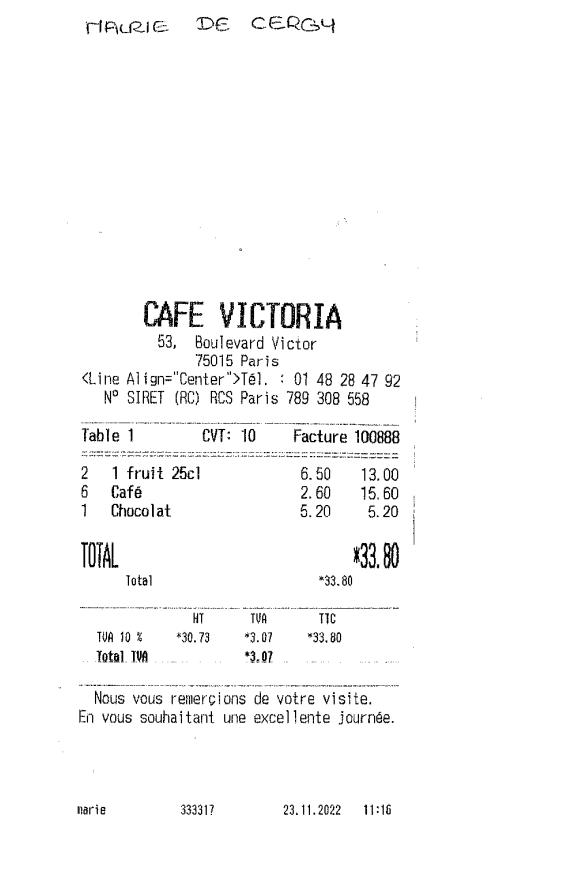 MAIRIE DE CERGY
CAFE VICTORIA
53, Boulevard Victor
75015 Paris
<Line Align="Center">Tél. : 01 48 28 47 92
N° SIRET (RC) RCS Paris 789 308 558
Table 1 CVT: 10 Facture 100888
2 1 fruit 25cl 6.50 13.00
6 Café 2.60 15.60
1 Chocolat 5.20 5.20
TOTAL *33.80
Total *33.80
HT TVA TTC
TVA 10 % *30.73 *3.07 *33.80
Total TVA *3.07
Nous vous remerçions de votre visite.
En vous souhaitant une excellente journée.
marie 333317 23.11.2022 11:16